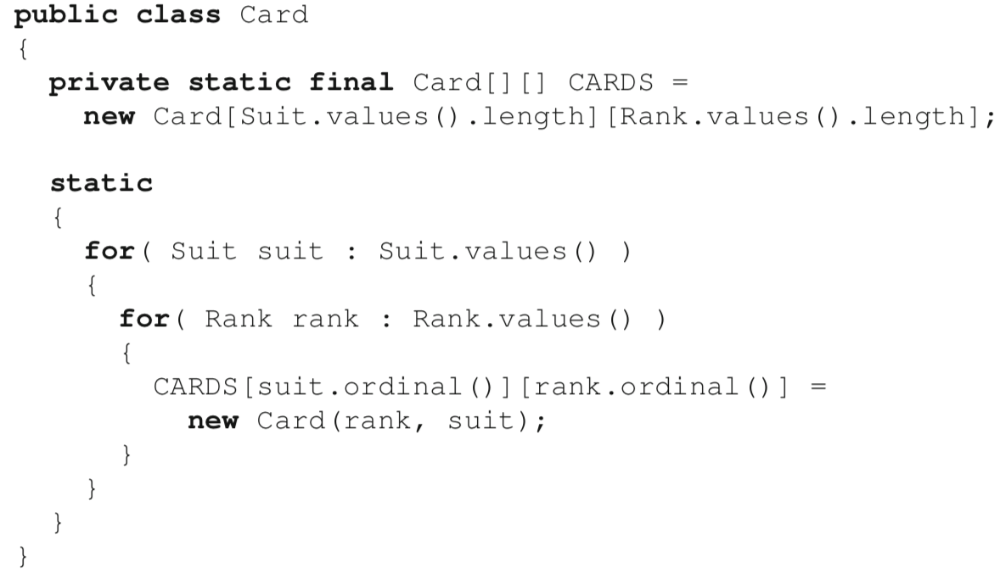 public class Card
{
  private static final Card[][] CARDS =
    new Card[Suit.values().length][Rank.values().length];
  static
  {
    for( Suit suit : Suit.values() )
    {
      for( Rank rank : Rank.values() )
      {
        CARDS[suit.ordinal()][rank.ordinal()] =
          new Card(rank, suit);
      }
    }
  }
}